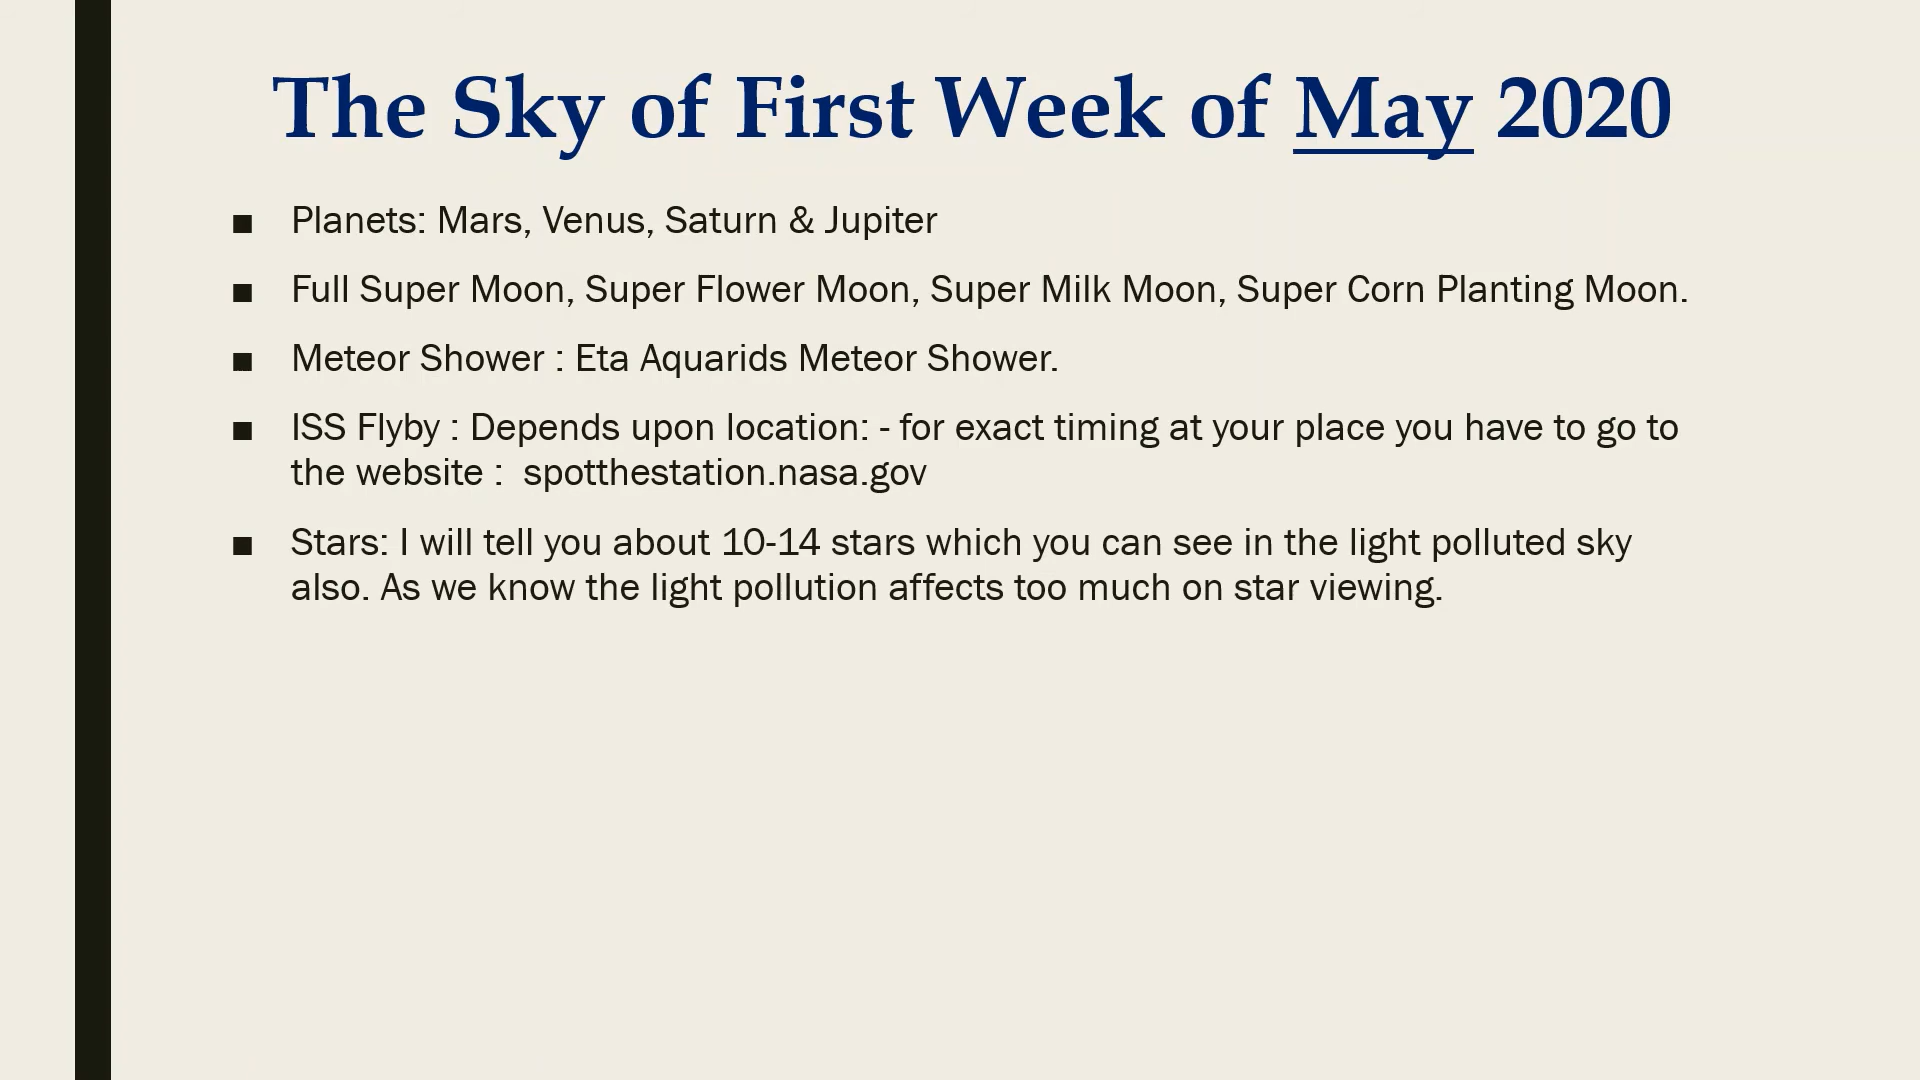 The Sky of First Week of May 2020
■ Planets: Mars, Venus, Saturn & Jupiter
■ Full Super Moon, Super Flower Moon, Super Milk Moon, Super Corn Planting Moon.
■ Meteor Shower : Eta Aquarids Meteor Shower.
■ ISS Flyby : Depends upon location: - for exact timing at your place you have to go to
the website :  spotthestation.nasa.gov
■ Stars: I will tell you about 10-14 stars which you can see in the light polluted sky
also. As we know the light pollution affects too much on star viewing.